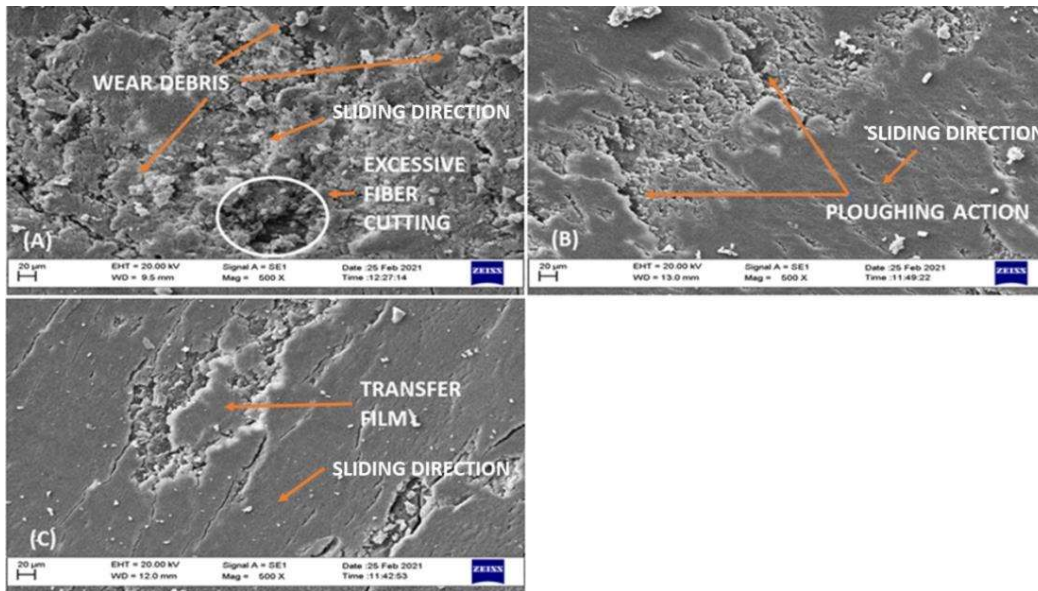 WEAR DEBRIS
SLIDING DIRECTION
EXCESSIVE
FIBER
CUTTING
(A)
20 µm
EHT = 20.00 kV
Signal A = SE1
Date :25 Feb 2021
WD = 9.5 mm
Mag = 500 X
Time :12:27:14
ZEISS
SLIDING DIRECTION
PLOUGHING ACTION
(B)
20 µm
EHT = 20.00 kV
Signal A = SE1
Date :25 Feb 2021
WD = 13.0 mm
Mag = 500 X
Time :11:49:22
ZEISS
TRANSFER
FILM
SLIDING DIRECTION
(C)
20 µm
EHT = 20.00 kV
Signal A = SE1
Date :25 Feb 2021
WD = 12.0 mm
Mag = 500 X
Time :11:42:53
ZEISS